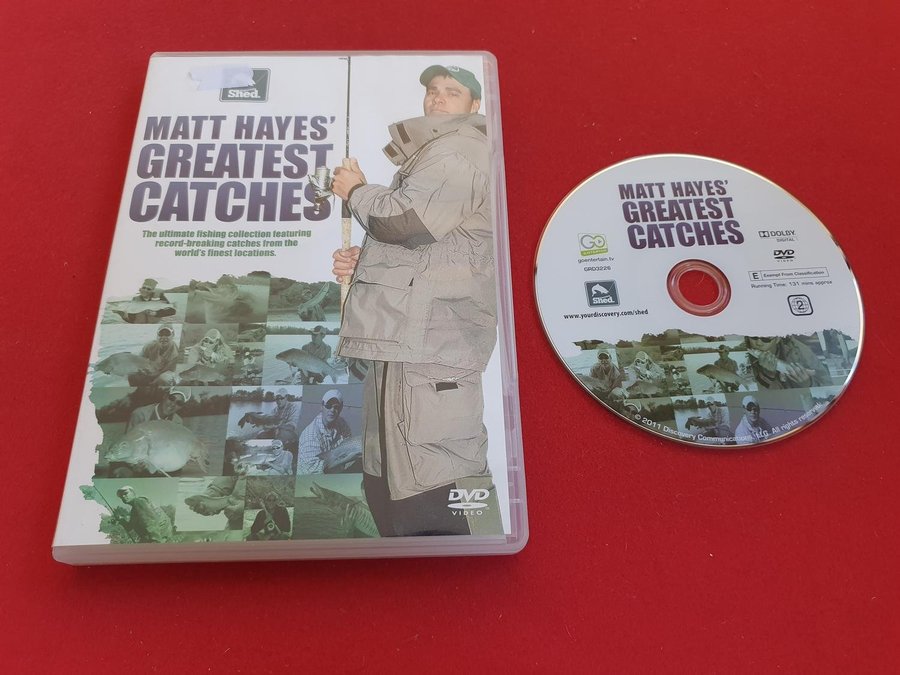 Shed.
MATT HAYES'
GREATEST
CATCHES
The ultimate fishing collection featuring
record-breaking catches from the
world's finest locations.
DVD
VIDEO
MATT HAYES'
GREATEST
CATCHES
GO
goentertain.tv
GRD3226
Shed.
www.yourdiscovery.com/shed
DOLBY
DIGITAL
DVD
VIDEO
E Exempt From Classification
Running Time: 131 mins approx
2
© 2011 Discovery Communications, LLC. All rights reserved.